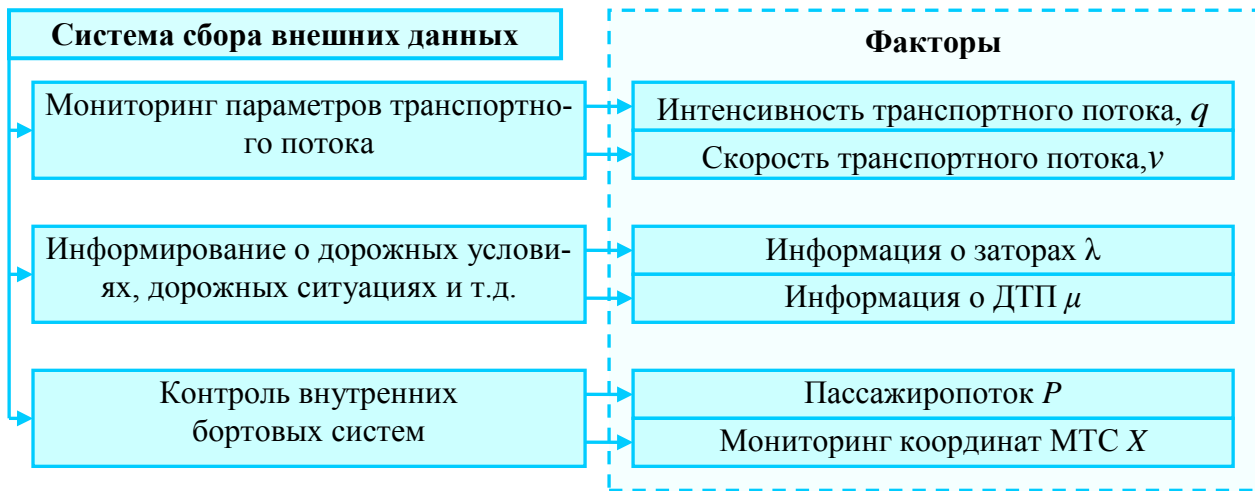 Система сбора внешних данных
Факторы
Мониторинг параметров транспортно-
го потока
Интенсивность транспортного потока, q
Скорость транспортного потока,v
Информирование о дорожных услови-
ях, дорожных ситуациях и т.д.
Информация о заторах λ
Информация о ДТП μ
Контроль внутренних
бортовых систем
Пассажиропоток P
Мониторинг координат МТС X